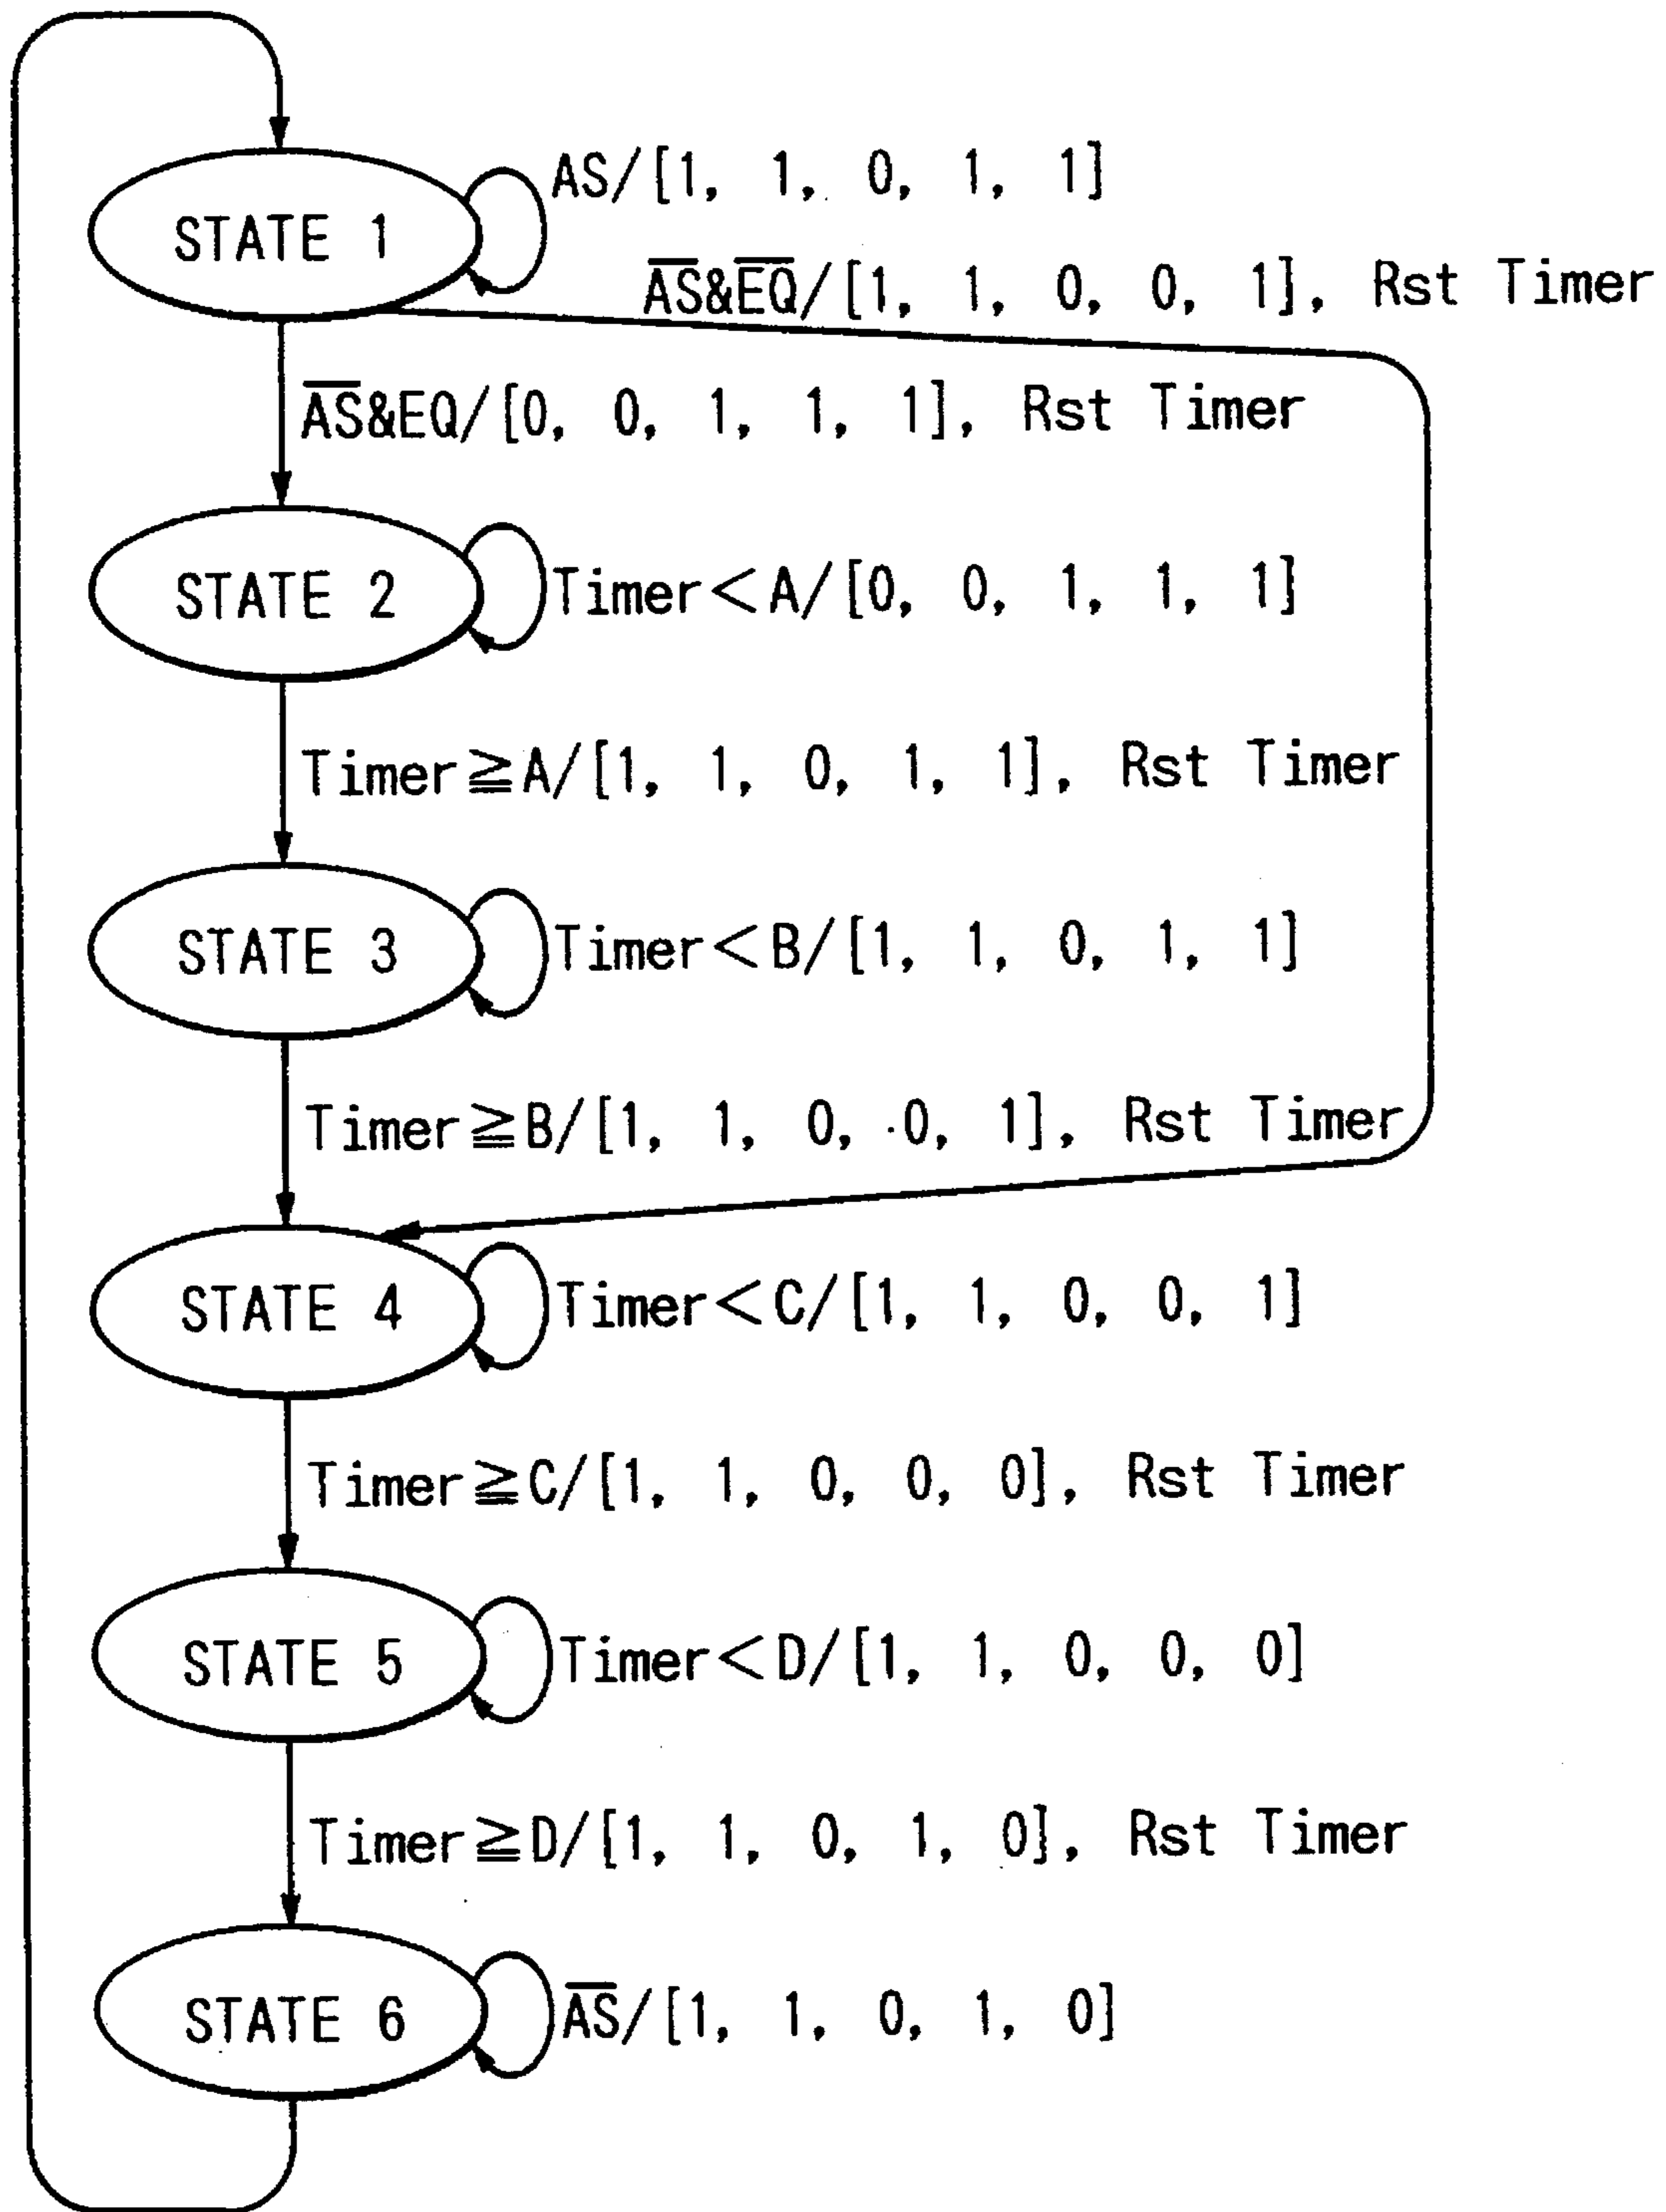 AS/[1, 1, 0, 1, 1]
STATE 1
A̅S̅&E̅Q̅/[1, 1, 0, 0, 1], Rst Timer
A̅S̅&EQ/[0, 0, 1, 1, 1], Rst Timer
STATE 2
Timer<A/[0, 0, 1, 1, 1]
Timer≧A/[1, 1, 0, 1, 1], Rst Timer
STATE 3
Timer<B/[1, 1, 0, 1, 1]
Timer≧B/[1, 1, 0, 0, 1], Rst Timer
STATE 4
Timer<C/[1, 1, 0, 0, 1]
Timer≧C/[1, 1, 0, 0, 0], Rst Timer
STATE 5
Timer<D/[1, 1, 0, 0, 0]
Timer≧D/[1, 1, 0, 1, 0], Rst Timer
STATE 6
A̅S̅/[1, 1, 0, 1, 0]